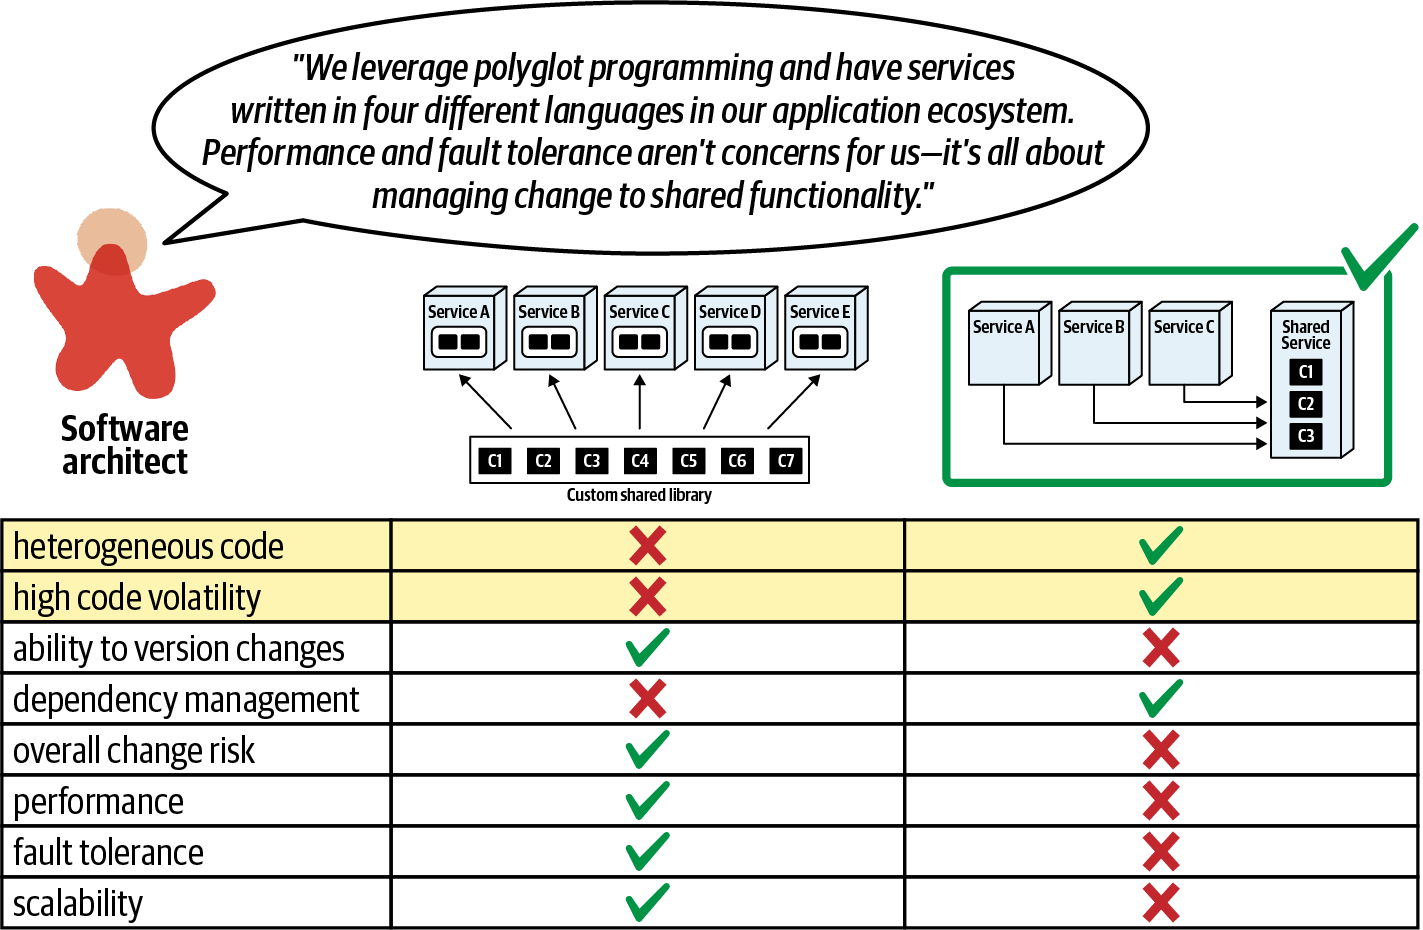 "We leverage polyglot programming and have services
written in four different languages in our application ecosystem.
Performance and fault tolerance aren't concerns for us—it's all about
managing change to shared functionality."
Software
architect
Service A
Service B
Service C
Service D
Service E
C1
C2
C3
C4
C5
C6
C7
Custom shared library
Service A
Service B
Service C
Shared
Service
C1
C2
C3
heterogeneous code
high code volatility
ability to version changes
dependency management
overall change risk
performance
fault tolerance
scalability